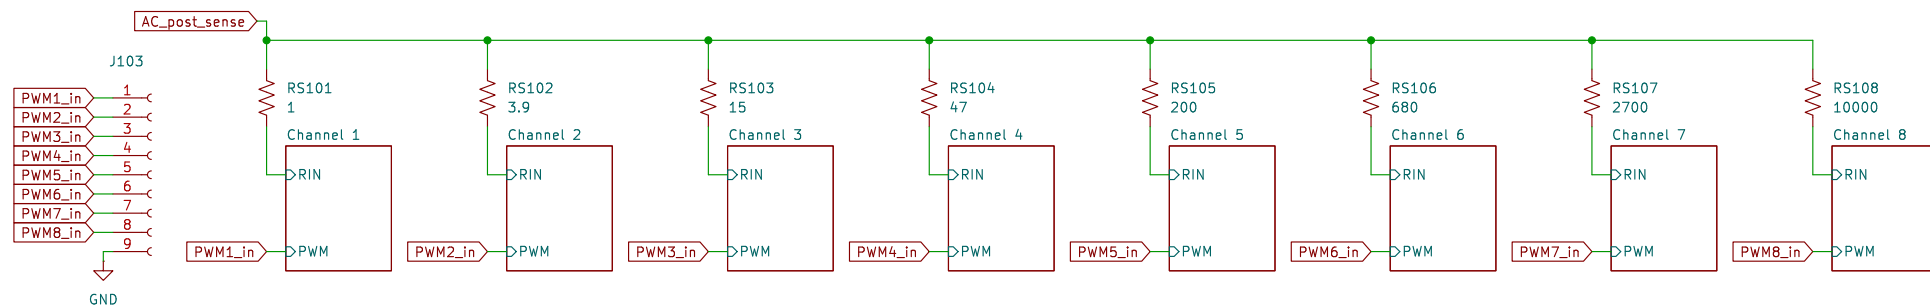 AC_post_sense
J103
PWM1_in 1
PWM2_in 2
PWM3_in 3
PWM4_in 4
PWM5_in 5
PWM6_in 6
PWM7_in 7
PWM8_in 8
9
GND
RS101
1
Channel 1
RIN
PWM1_in PWM
RS102
3.9
Channel 2
RIN
PWM2_in PWM
RS103
15
Channel 3
RIN
PWM3_in PWM
RS104
47
Channel 4
RIN
PWM4_in PWM
RS105
200
Channel 5
RIN
PWM5_in PWM
RS106
680
Channel 6
RIN
PWM6_in PWM
RS107
2700
Channel 7
RIN
PWM7_in PWM
RS108
10000
Channel 8
RIN
PWM8_in PWM